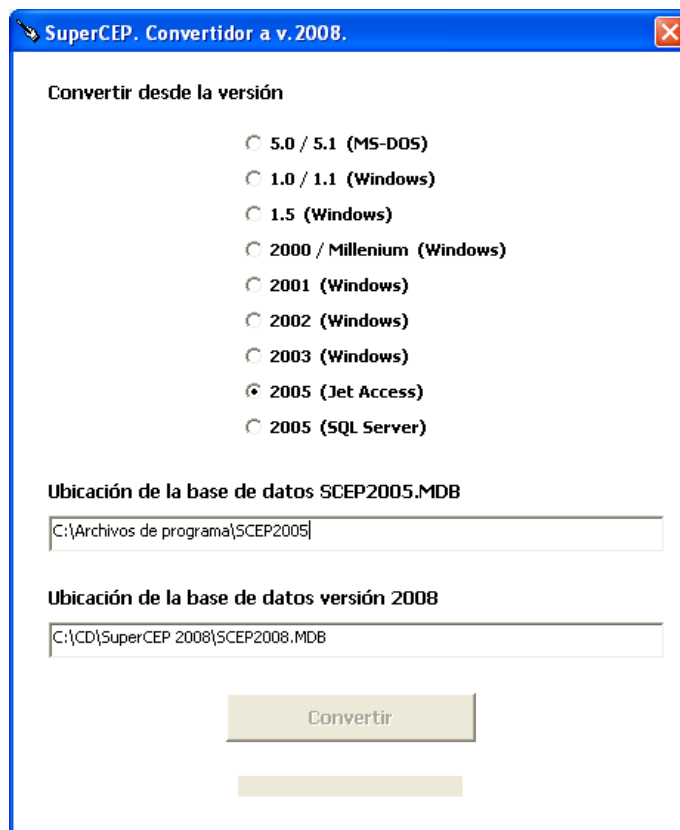 SuperCEP. Convertidor a v.2008.
Convertir desde la versión
5.0 / 5.1 (MS-DOS)
1.0 / 1.1 (Windows)
1.5 (Windows)
2000 / Millenium (Windows)
2001 (Windows)
2002 (Windows)
2003 (Windows)
2005 (Jet Access)
2005 (SQL Server)
Ubicación de la base de datos SCEP2005.MDB
C:\Archivos de programa\SCEP2005
Ubicación de la base de datos versión 2008
C:\CD\SuperCEP 2008\SCEP2008.MDB
Convertir